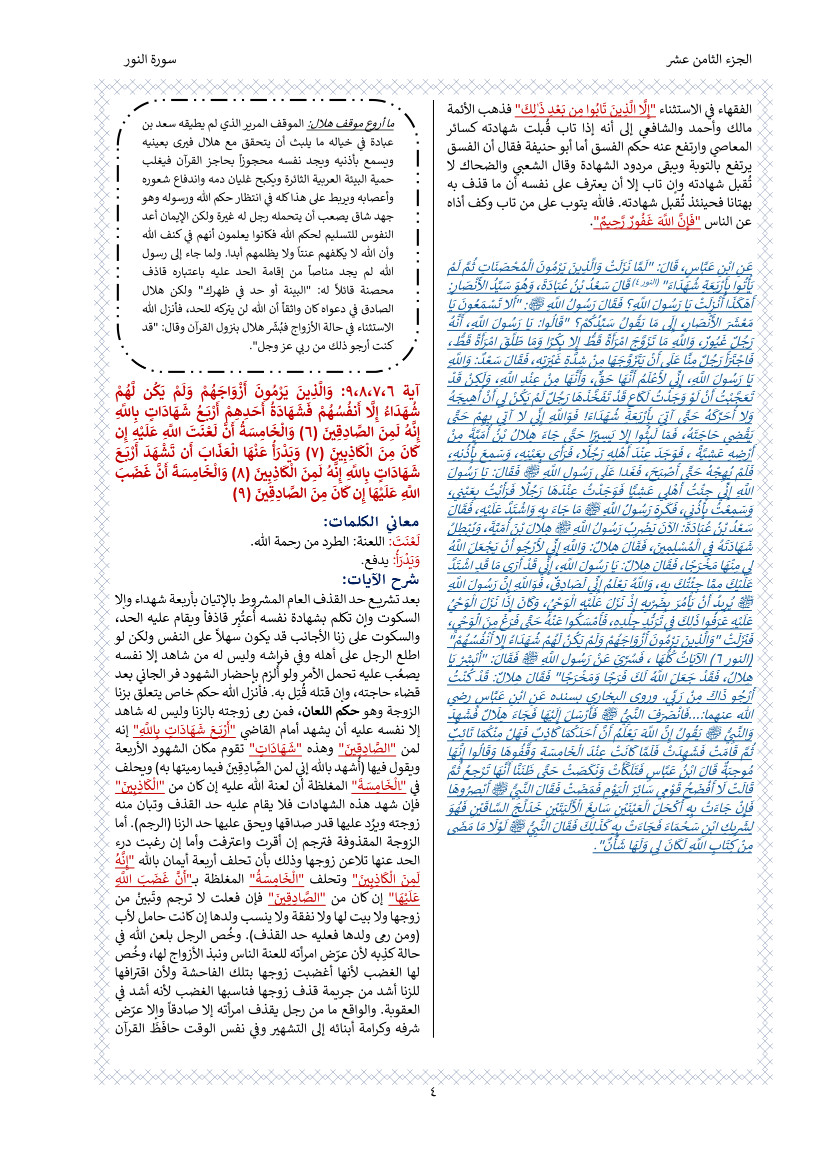 الجزء الثامن عشر
سورة النور
الفقهاء في الاستثناء "إِلَّا الَّذِينَ تَابُوا مِن بَعْدِ ذَٰلِكَ" فذهب الأئمة
مالك وأحمد والشافعي إلى أنه إذا تاب قُبلت شهادته كسائر
المعاصي وارتفع عنه حكم الفسق أما أبو حنيفة فقال أن الفسق
يرتفع بالتوبة ويبقى مردود الشهادة وقال الشعبي والضحاك لا
تُقبل شهادته وإن تاب إلا أن يعترف على نفسه أن ما قذف به
بهتانا فحينئذ تُقبل شهادته. فالله يتوب على من تاب وكف أذاه
عن الناس "فَإِنَّ اللَّهَ غَفُورٌ رَّحِيمٌ".
عَنِ ابْنِ عَبَّاسٍ، قَالَ: "لَمَّا نَزَلَتْ وَالَّذِينَ يَرْمُونَ الْمُحْصَنَاتِ ثُمَّ لَمْ
يَأْتُوا بِأَرْبَعَةِ شُهَدَاءَ" (النور ٤) قَالَ سَعْدُ بْنُ عُبَادَةَ، وَهُوَ سَيِّدُ الْأَنْصَارِ:
أَهَكَذَا أُنْزِلَتْ يَا رَسُولَ اللَّهِ؟ فَقَالَ رَسُولُ اللَّهِ ﷺ: "أَلَا تَسْمَعُونَ يَا
مَعْشَرَ الْأَنْصَارِ، إِلَى مَا يَقُولُ سَيِّدُكُمْ؟ "قَالُوا: يَا رَسُولَ اللَّهِ، أَنَّهُ
رَجُلٌ غَيُورٌ، وَاللَّهِ مَا تَزَوَّجَ امْرَأَةً قَطُّ إِلا بِكْرًا وَمَا طَلَّقَ امْرَأَةً قَطُّ،
فَاجْتَرَأَ رَجُلٌ مِنَّا عَلَى أَنْ يَتَزَوَّجَهَا مِنْ شِدَّةِ غَيْرَتِهِ، فَقَالَ سَعْدٌ: وَاللَّهِ
يَا رَسُولَ اللَّهِ، إِنِّي لأَعْلَمُ أَنَّهَا حَقٌّ، وَأَنَّهَا مِنْ عِنْدِ اللَّهِ، وَلَكِنْ قَدْ
تَعَجَّبْتُ أَنْ لَوْ وَجَدْتُ لَكَاعِ قَدْ تَفَخَّذَهَا رَجُلٌ لَمْ يَكُنْ لِي أَنْ أَهِيجَهُ
وَلَا أُحَرِّكَهُ حَتَّى آتِيَ بِأَرْبَعَةِ شُهَدَاءَ! فَوَاللَّهِ إِنِّي لا آتِي بِهِمْ حَتَّى
يَقْضِي حَاجَتَهُ، فَمَا لَبِثُوا إِلا يَسِيرًا حَتَّى جَاءَ هِلَالُ بْنُ أُمَيَّةَ مِنْ
أَرْضِهِ عَشِيَّةً ، فَوَجَدَ عِنْدَ أَهْلِهِ رَجُلًا، فَرَأَى بِعَيْنِهِ، وَسَمِعَ بِأُذُنِهِ،
فَلَمْ يُهِجْهُ حَتَّى أَصْبَحَ، فَغَدا عَلَى رَسُولِ اللَّهِ ﷺ فَقَالَ: يَا رَسُولَ
اللَّهِ إِنِّي جِئْتُ أَهْلِي عَشِيًّا فَوَجَدْتُ عِنْدَهَا رَجُلًا فَرَأَيْتُ بِعَيْنِي،
وَسَمِعْتُ بِأُذُنِي، فَكَرِهَ رَسُولُ اللَّهِ ﷺ مَا جَاءَ بِهِ وَاشْتَدَّ عَلَيْهِ، فَقَالَ
سَعْدُ بْنُ عُبَادَةَ: الْآنَ يَضْرِبُ رَسُولُ اللَّهِ ﷺ هِلَالَ بْنَ أُمَيَّةَ، وَيُبْطِلُ
شَهَادَتَهُ فِي الْمُسْلِمِينَ، فَقَالَ هِلالٌ: وَاللَّهِ إِنِّي لأَرْجُو أَنْ يَجْعَلَ اللَّهُ
لِي مِنْهَا مَخْرَجًا، فَقَالَ هِلَالٌ: يَا رَسُولَ اللَّهِ، إِنِّي قَدْ أَرَى مَا قَدِ اشْتَدَّ
عَلَيْكَ مِمَّا جِئْتُكَ بِهِ، وَاللَّهُ يَعْلَمُ إِنِّي لَصَادِقٌ، فَوَاللَّهِ إِنَّ رَسُولَ اللَّهِ
ﷺ يُرِيدُ أَنْ يَأْمُرَ بِضَرْبِهِ إِذْ نَزَلَ عَلَيْهِ الْوَحْيُ، وَكَانَ إِذَا نَزَلَ الْوَحْيُ
عَلَيْهِ عَرَفُوا ذَلِكَ فِي تَرَبُّدِ جِلْدِهِ، فَأَمْسَكُوا عَنْهُ حَتَّى فَرَغَ مِنَ الْوَحْيِ،
فَنَزَلَتْ "وَالَّذِينَ يَرْمُونَ أَزْوَاجَهُمْ وَلَمْ يَكُنْ لَهُمْ شُهَدَاءُ إِلا أَنْفُسُهُمْ"
(النور ٦) الْآيَاتُ كُلُّهَا ، فَسُرِّيَ عَنْ رَسُولِ اللَّهِ ﷺ فَقَالَ: "أَبْشِرْ يَا
هِلَالُ، فَقَدْ جَعَلَ اللَّهُ لَكَ فَرَجًا وَمَخْرَجًا" فَقَالَ هِلَالٌ: قَدْ كُنْتُ
أَرْجُو ذَاكَ مِنْ رَبِّي. وروى البخاري بسنده عَنِ ابْنِ عَبَّاسٍ رضي
الله عنهما:...فَانْصَرَفَ النَّبِيُّ ﷺ فَأَرْسَلَ إِلَيْهَا فَجَاءَ هِلَالٌ فَشَهِدَ
وَالنَّبِيُّ ﷺ يَقُولُ إِنَّ اللَّهَ يَعْلَمُ أَنَّ أَحَدَكُمَا كَاذِبٌ فَهَلْ مِنْكُمَا تَائِبٌ
ثُمَّ قَامَتْ فَشَهِدَتْ فَلَمَّا كَانَتْ عِنْدَ الْخَامِسَةِ وَقَّفُوهَا وَقَالُوا إِنَّهَا
مُوجِبَةٌ قَالَ ابْنُ عَبَّاسٍ فَتَلَكَّأَتْ وَنَكَصَتْ حَتَّى ظَنَنَّا أَنَّهَا تَرْجِعُ ثُمَّ
قَالَتْ لَا أَفْضَحُ قَوْمِي سَائِرَ الْيَوْمِ فَمَضَتْ فَقَالَ النَّبِيُّ ﷺ أَبْصِرُوهَا
فَإِنْ جَاءَتْ بِهِ أَكْحَلَ الْعَيْنَيْنِ سَابِغَ الْأَلْيَتَيْنِ خَدَلَّجَ السَّاقَيْنِ فَهُوَ
لِشَرِيكِ ابْنِ سَحْمَاءَ فَجَاءَتْ بِهِ كَذَلِكَ فَقَالَ النَّبِيُّ ﷺ لَوْلَا مَا مَضَى
مِنْ كِتَابِ اللَّهِ لَكَانَ لِي وَلَهَا شَأْنٌ".
ما أروع موقف هلال: الموقف المرير الذي لم يطيقه سعد بن
عبادة في خياله ما يلبث أن يتحقق مع هلال فيرى بعينيه
ويسمع بأذنيه ويجد نفسه محجوزاً بحاجز القرآن فيغلب
حمية البيئة العربية الثائرة ويكبح غليان دمه واندفاع شعوره
وأعصابه ويربط على هذا كله في انتظار حكم الله ورسوله وهو
جهد شاق يصعب أن يتحمله رجل له غيرة ولكن الإيمان أعد
النفوس للتسليم لحكم الله فكانوا يعلمون أنهم في كنف الله
وأن الله لا يكلفهم عنتاً ولا يظلمهم أبدا. ولما جاء إلى رسول
الله لم يجد مناصاً من إقامة الحد عليه باعتباره قاذف
محصنة قائلاً له: "البينة أو حد في ظهرك" ولكن هلال
الصادق في دعواه كان واثقاً أن الله لن يتركه للحد، فأنزل الله
الاستثناء في حالة الأزواج فبُشّر هلال بنزول القرآن وقال: "قد
كنت أرجو ذلك من ربي عز وجل".
آية ٩،٨،٧،٦: وَالَّذِينَ يَرْمُونَ أَزْوَاجَهُمْ وَلَمْ يَكُن لَّهُمْ
شُهَدَاءُ إِلَّا أَنفُسُهُمْ فَشَهَادَةُ أَحَدِهِمْ أَرْبَعُ شَهَادَاتٍ بِاللَّهِ
إِنَّهُ لَمِنَ الصَّادِقِينَ (٦) وَالْخَامِسَةُ أَنَّ لَعْنَتَ اللَّهِ عَلَيْهِ إِن
كَانَ مِنَ الْكَاذِبِينَ (٧) وَيَدْرَأُ عَنْهَا الْعَذَابَ أَن تَشْهَدَ أَرْبَعَ
شَهَادَاتٍ بِاللَّهِ إِنَّهُ لَمِنَ الْكَاذِبِينَ (٨) وَالْخَامِسَةَ أَنَّ غَضَبَ
اللَّهِ عَلَيْهَا إِن كَانَ مِنَ الصَّادِقِينَ (٩)
معاني الكلمات:
لَعْنَتَ: اللعنة: الطرد من رحمة الله.
وَيَدْرَأُ: يدفع.
شرح الآيات:
بعد تشريع حد القذف العام المشروط بالإتيان بأربعة شهداء وإلا
السكوت وإن تكلم بشهادة نفسه اُعتُبِر قاذفاً ويقام عليه الحد،
والسكوت على زنا الأجانب قد يكون سهلاً على النفس ولكن لو
اطلع الرجل على أهله وفي فراشه وليس له من شاهد إلا نفسه
يصعُب عليه تحمل الأمر ولو أُلزم بإحضار الشهود فر الجاني بعد
قضاء حاجته، وإن قتله قُتِل به. فأنزل الله حكم خاص يتعلق بزنا
الزوجة وهو حكم اللعان، فمن رمى زوجته بالزنا وليس له شاهد
إلا نفسه عليه أن يشهد أمام القاضي "أَرْبَعَ شَهَادَاتٍ بِاللَّهِ" إنه
لمن "الصَّادِقِينَ" وهذه "شَهَادَاتٍ" تقوم مكان الشهود الأربعة
ويقول فيها (أُشهد بالله إني لمن الصَّادِقِينَ فيما رميتها به) ويحلف
في "الْخَامِسَةَ" المغلظة أن لعنة الله عليه إن كان من "الْكَاذِبِينَ"
فإن شهد هذه الشهادات فلا يقام عليه حد القذف وتبان منه
زوجته ويرُد عليها قدر صداقها ويحق عليها حد الزنا (الرجم). أما
الزوجة المقذوفة فترجم إن أقرت واعترفت وأما إن رغبت درء
الحد عنها تلاعن زوجها وذلك بأن تحلف أربعة أيمان بالله "إِنَّهُ
لَمِنَ الْكَاذِبِينَ" وتحلف "الْخَامِسَةُ" المغلظة بـ"أَنَّ غَضَبَ اللَّهِ
عَلَيْهَا" إن كان من "الصَّادِقِينَ" فإن فعلت لا ترجم وتَبينْ من
زوجها ولا بيت لها ولا نفقة ولا ينسب ولدها إن كانت حامل لأب
(ومن رمى ولدها فعليه حد القذف). وخُص الرجل بلعن الله في
حالة كذبه لأن عرّض امرأته للعنة الناس ونبذ الأزواج لها، وخُص
لها الغضب لأنها أغضبت زوجها بتلك الفاحشة ولأن اقترافها
للزنا أشد من جريمة قذف زوجها فناسبها الغضب لأنه أشد في
العقوبة. والواقع ما من رجل يقذف امرأته إلا صادقاً وإلا عرّض
شرفه وكرامة أبنائه إلى التشهير وفي نفس الوقت حافَظَ القرآن
٤